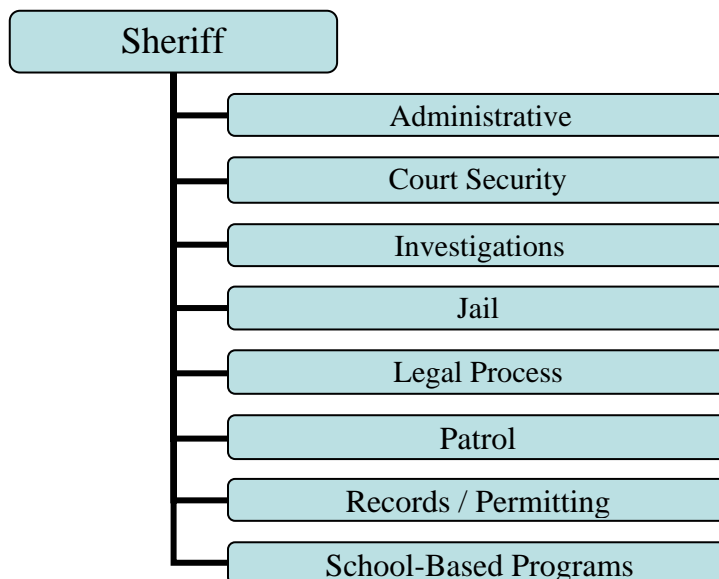 Sheriff
Administrative
Court Security
Investigations
Jail
Legal Process
Patrol
Records / Permitting
School-Based Programs